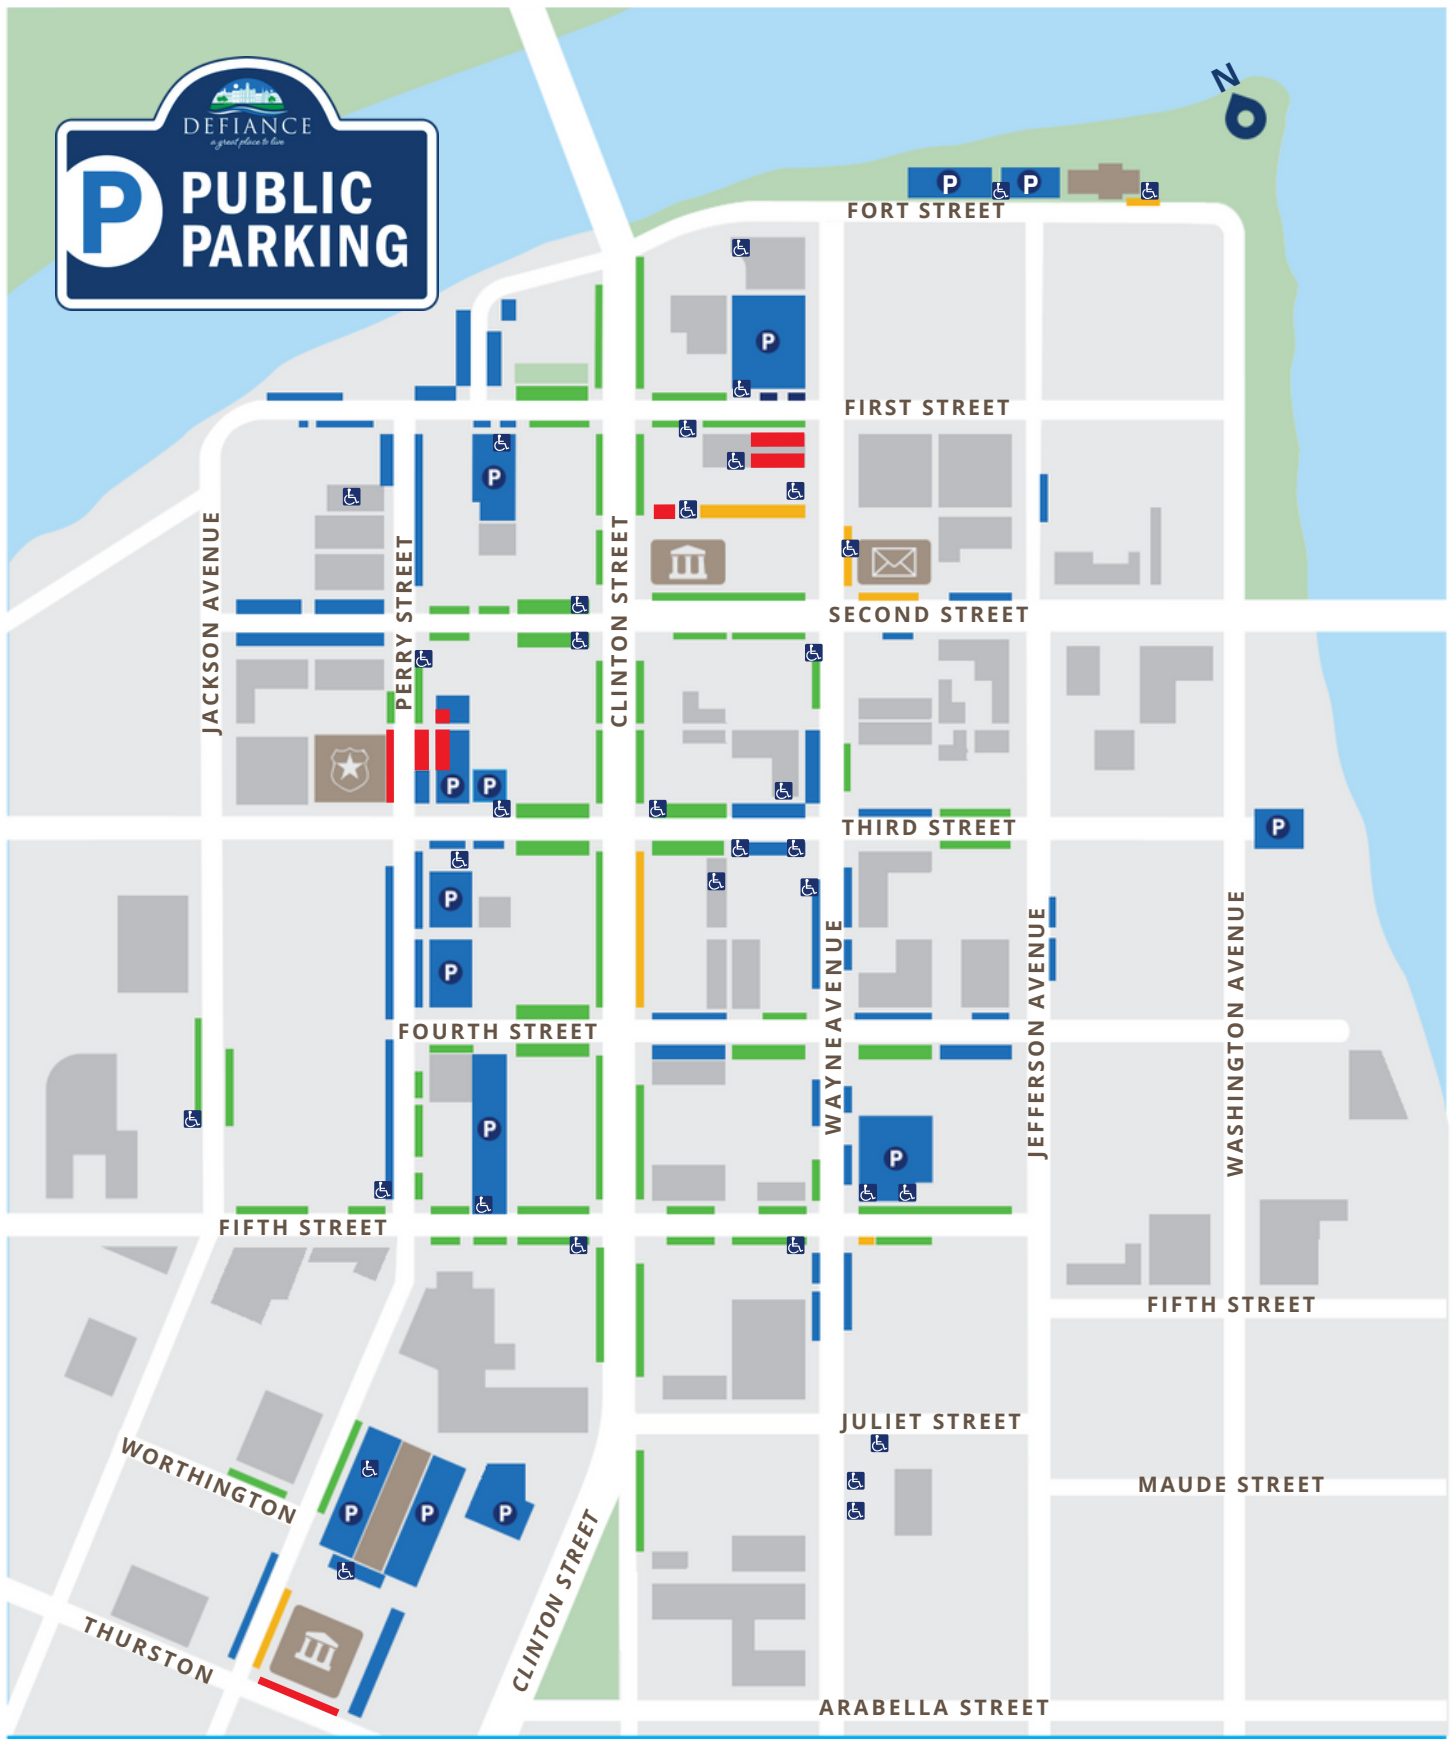 N
DEFIANCE
a great place to live
P PUBLIC
PARKING
P
P
FORT STREET
P
FIRST STREET
P
JACKSON AVENUE
PERRY STREET
CLINTON STREET
SECOND STREET
P
P
THIRD STREET
P
P
P
WAYNE AVENUE
JEFFERSON AVENUE
WASHINGTON AVENUE
FOURTH STREET
P
P
FIFTH STREET
FIFTH STREET
JULIET STREET
WORTHINGTON
MAUDE STREET
P
P
P
CLINTON STREET
THURSTON
ARABELLA STREET